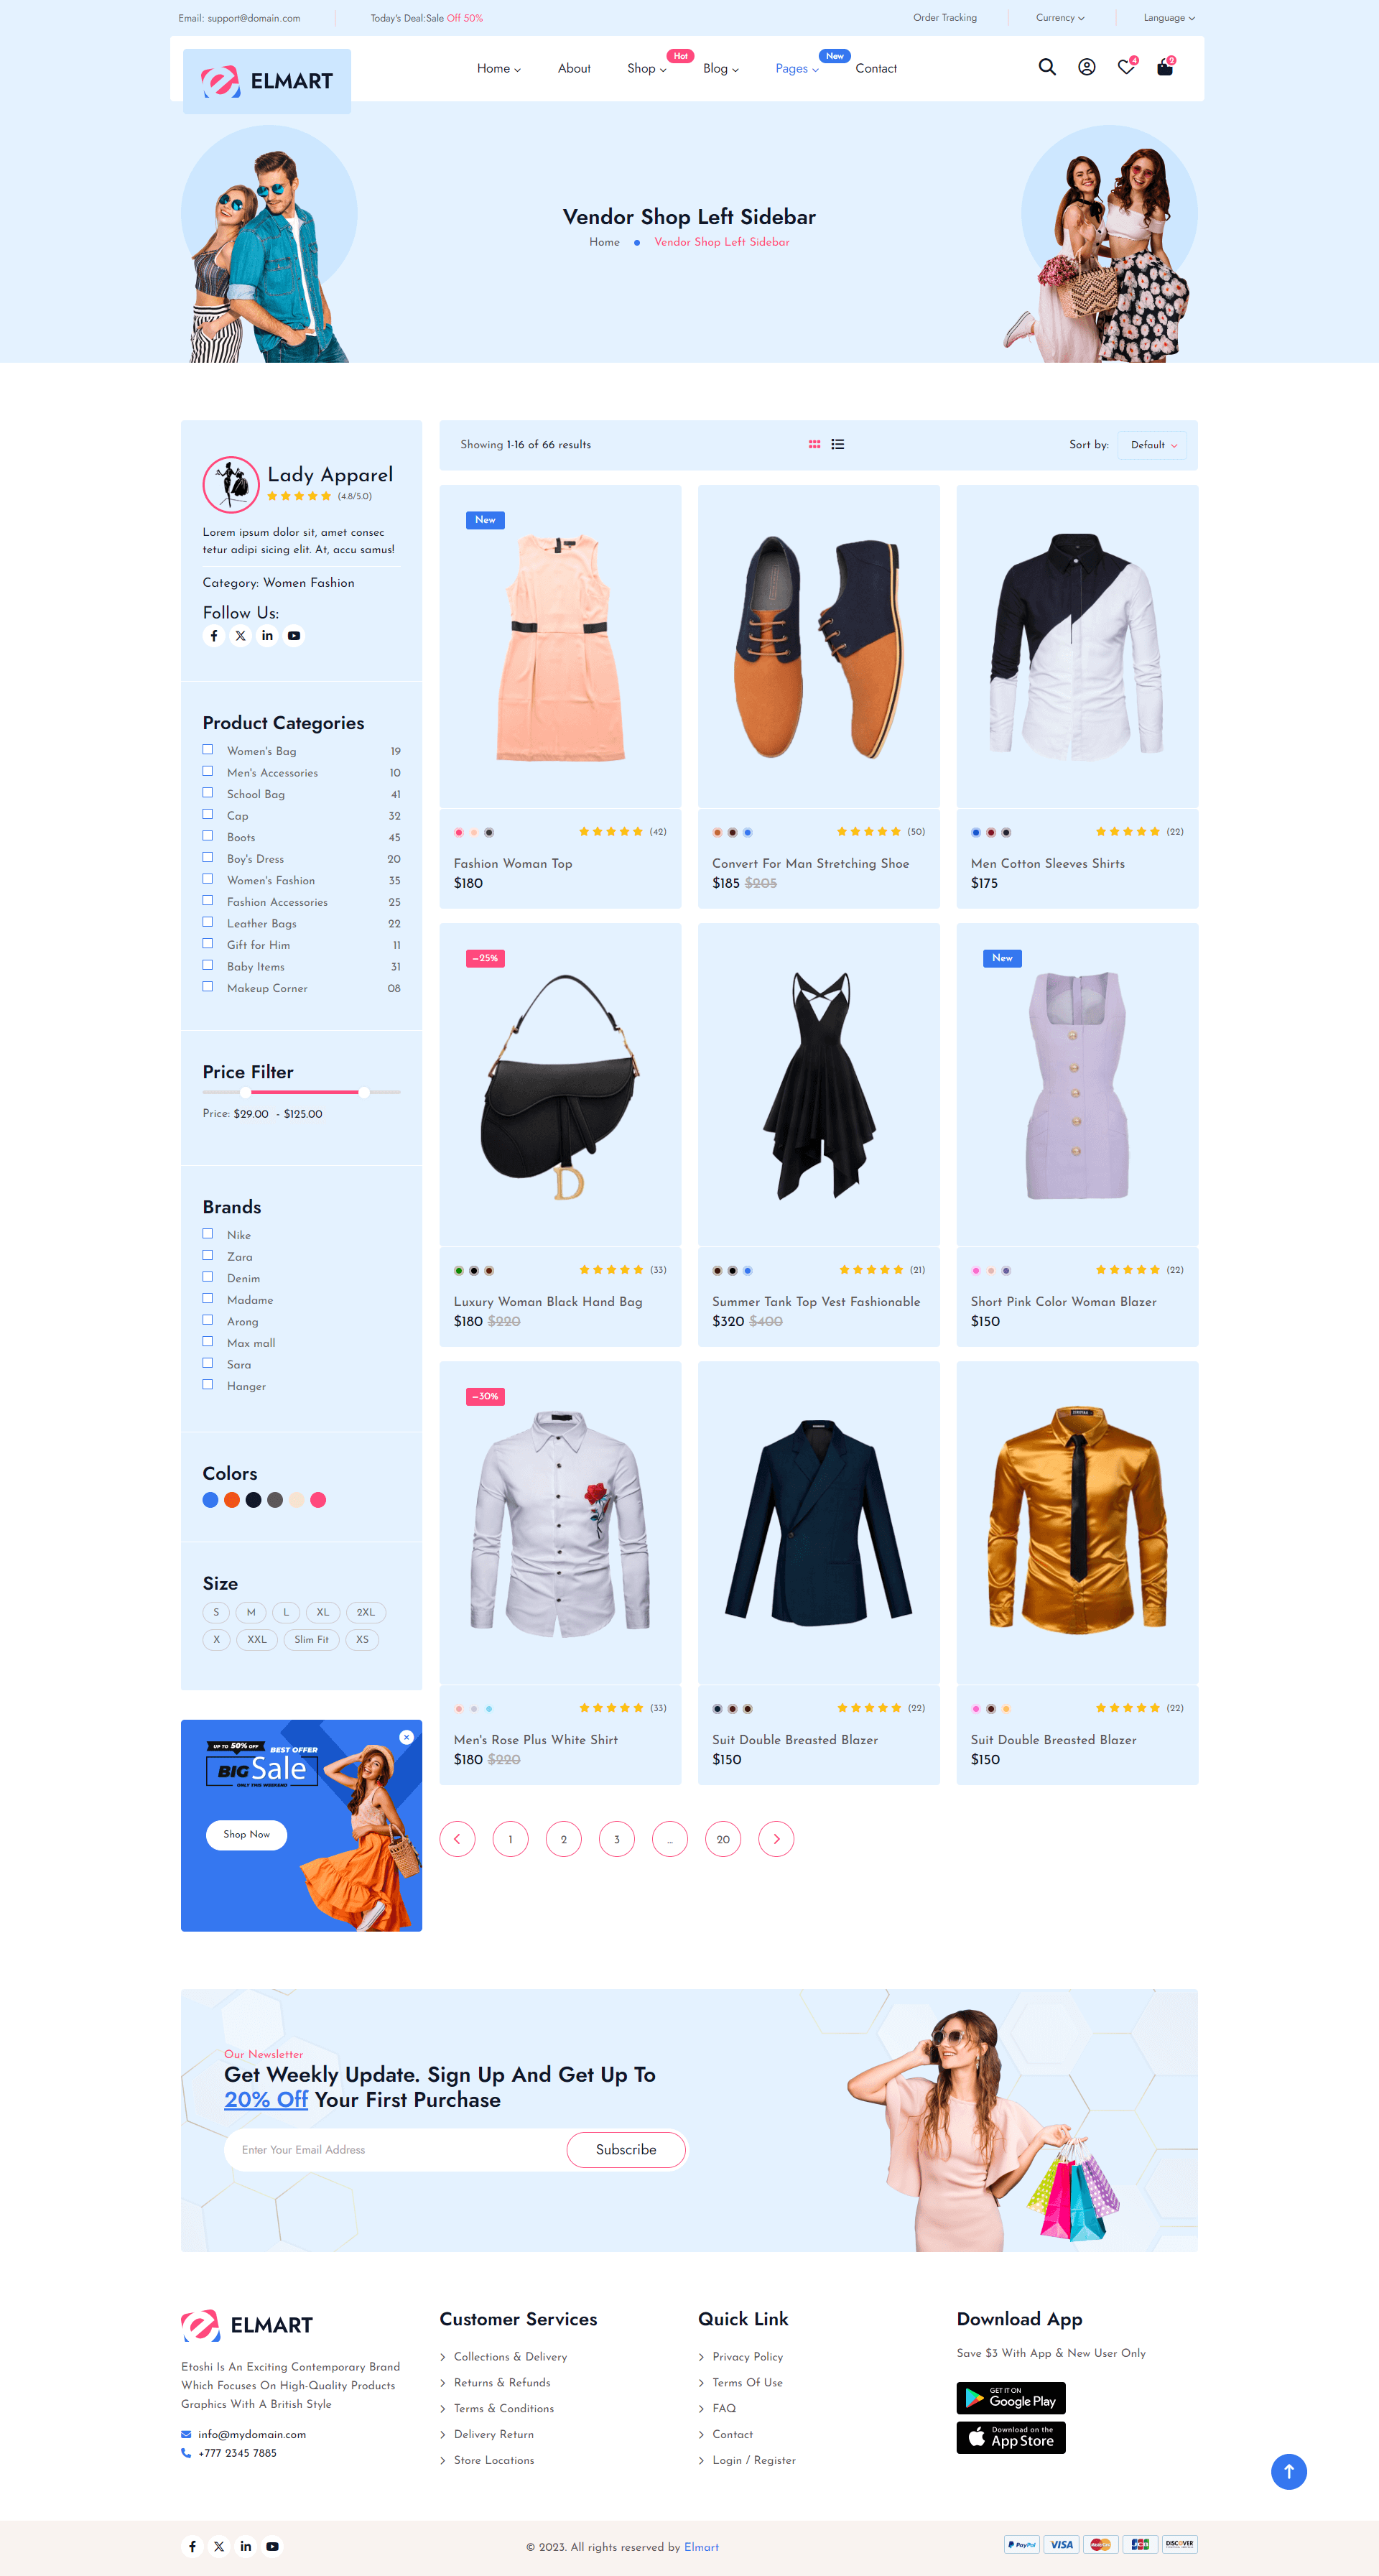 Email: support@domain.com
Today's Deal:Sale Off 50%
Order Tracking
Currency
Language
ELMART
Home
About
Shop
Hot
Blog
Pages
New
Contact
4
2
Vendor Shop Left Sidebar
Home
Vendor Shop Left Sidebar
Lady Apparel
(4.8/5.0)
Lorem ipsum dolor sit, amet consec
tetur adipi sicing elit. At, accu samus!
Category: Women Fashion
Follow Us:
Product Categories
Women's Bag 19
Men's Accessories 10
School Bag 41
Cap 32
Boots 45
Boy's Dress 20
Women's Fashion 35
Fashion Accessories 25
Leather Bags 22
Gift for Him 11
Baby Items 31
Makeup Corner 08
Price Filter
Price: $29.00 - $125.00
Brands
Nike
Zara
Denim
Madame
Arong
Max mall
Sara
Hanger
Colors
Size
S M L XL 2XL
X XXL Slim Fit XS
UP TO 50% OFF
BEST OFFER
BIG Sale
ONLY THE WEEKEND
Shop Now
Showing 1-16 of 66 results
Sort by: Default
New
(42)
Fashion Woman Top
$180
(50)
Convert For Man Stretching Shoe
$185 $205
(22)
Men Cotton Sleeves Shirts
$175
–25%
D
(33)
Luxury Woman Black Hand Bag
$180 $220
(21)
Summer Tank Top Vest Fashionable
$320 $400
New
(22)
Short Pink Color Woman Blazer
$150
–30%
(33)
Men's Rose Plus White Shirt
$180 $220
(22)
Suit Double Breasted Blazer
$150
(22)
Suit Double Breasted Blazer
$150
1 2 3 ... 20
Our Newsletter
Get Weekly Update. Sign Up And Get Up To
20% Off Your First Purchase
Enter Your Email Address
Subscribe
ELMART
Etoshi Is An Exciting Contemporary Brand
Which Focuses On High-Quality Products
Graphics With A British Style
info@mydomain.com
+777 2345 7885
Customer Services
Collections & Delivery
Returns & Refunds
Terms & Conditions
Delivery Return
Store Locations
Quick Link
Privacy Policy
Terms Of Use
FAQ
Contact
Login / Register
Download App
Save $3 With App & New User Only
GET IT ON
Google Play
Download on the
App Store
© 2023. All rights reserved by Elmart
PayPal
VISA
MasterCard
JCB
DISCOVER